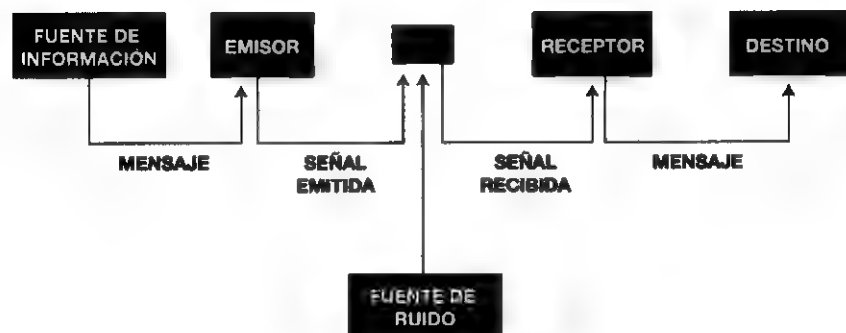 FUENTE DE
INFORMACIÓN
EMISOR
RECEPTOR
DESTINO
MENSAJE
SEÑAL
EMITIDA
SEÑAL
RECIBIDA
MENSAJE
FUENTE DE
RUIDO